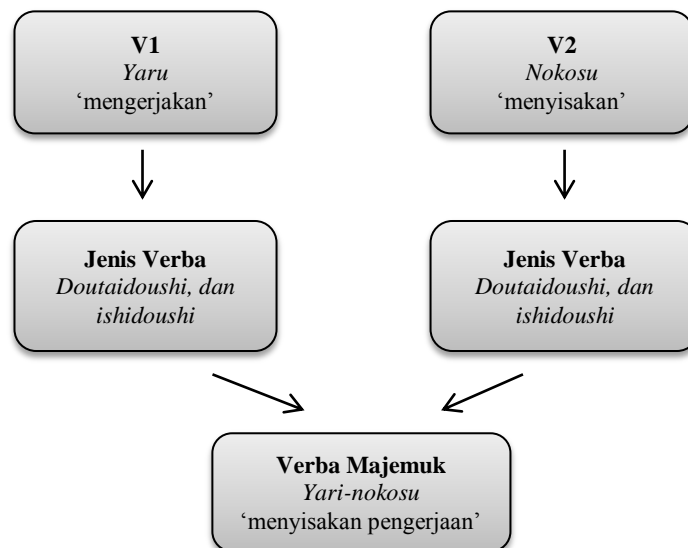 V1
Yaru
‘mengerjakan’
V2
Nokosu
‘menyisakan’
Jenis Verba
Doutaidoushi, dan
ishidoushi
Jenis Verba
Doutaidoushi, dan
ishidoushi
Verba Majemuk
Yari-nokosu
‘menyisakan pengerjaan’